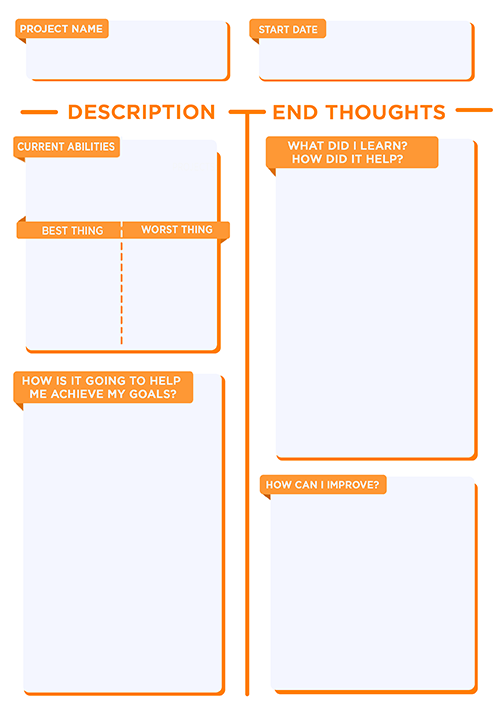 PROJECT NAME
START DATE
DESCRIPTION
CURRENT ABILITIES
BEST THING
WORST THING
HOW IS IT GOING TO HELP
ME ACHIEVE MY GOALS?
END THOUGHTS
WHAT DID I LEARN?
HOW DID IT HELP?
HOW CAN I IMPROVE?